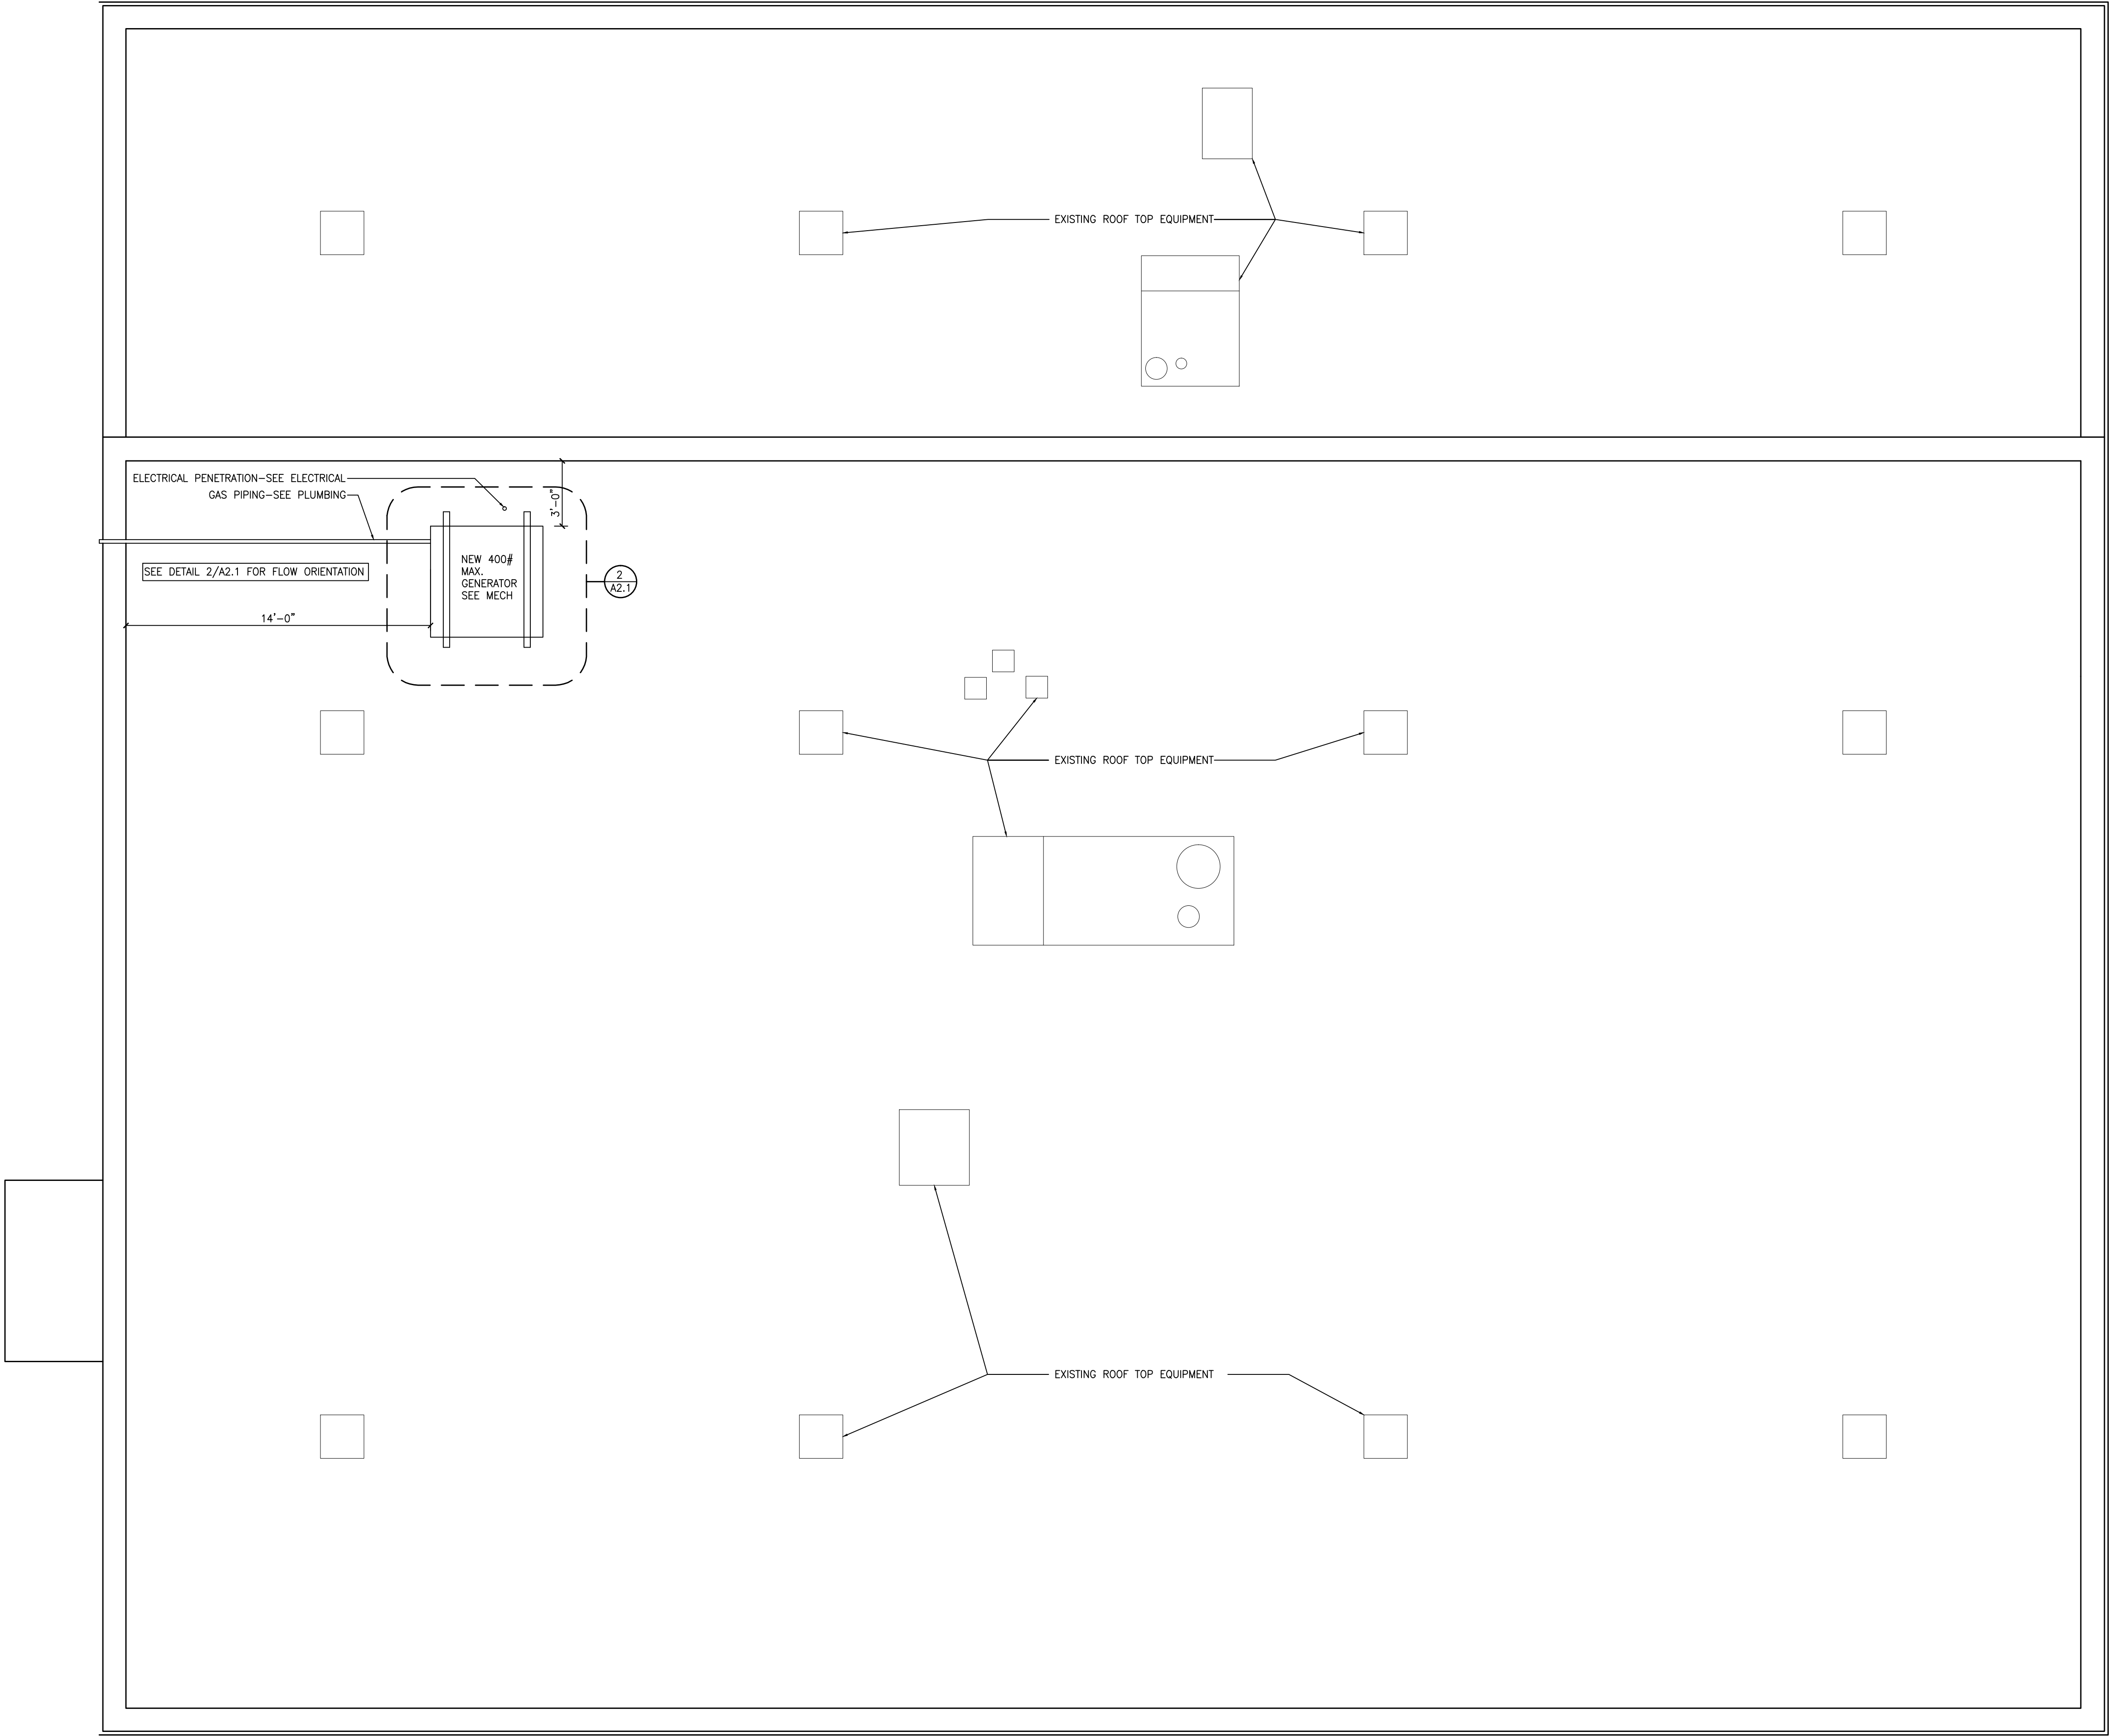 EXISTING ROOF TOP EQUIPMENT
ELECTRICAL PENETRATION-SEE ELECTRICAL
GAS PIPING-SEE PLUMBING
3'-0"
NEW 400#
MAX.
GENERATOR
SEE MECH
SEE DETAIL 2/A2.1 FOR FLOW ORIENTATION
2
A2.1
14'-0"
EXISTING ROOF TOP EQUIPMENT
EXISTING ROOF TOP EQUIPMENT